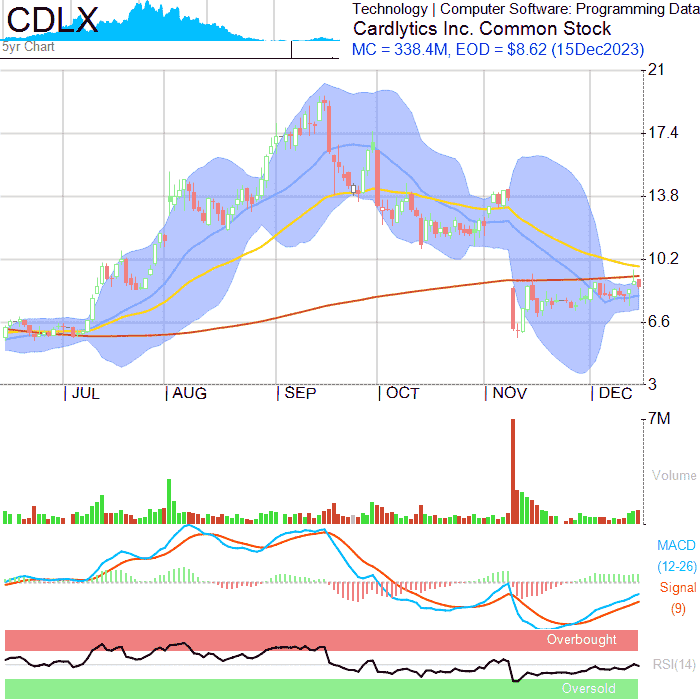 CDLX
5yr Chart
Technology | Computer Software: Programming Data
Cardlytics Inc. Common Stock
MC = 338.4M, EOD = $8.62 (15Dec2023)
21
17.4
13.8
10.2
6.6
3
JUL AUG SEP OCT NOV DEC
7M
Volume
MACD
(12-26)
Signal
(9)
Overbought
RSI(14)
Oversold